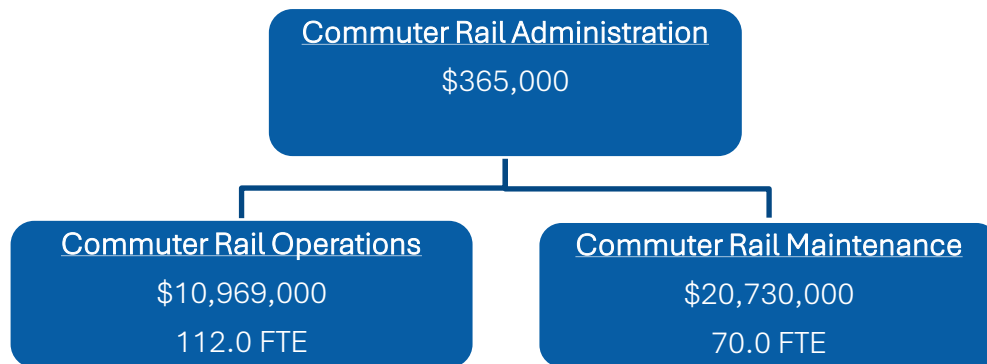 Commuter Rail Administration
$365,000
Commuter Rail Operations
$10,969,000
112.0 FTE
Commuter Rail Maintenance
$20,730,000
70.0 FTE